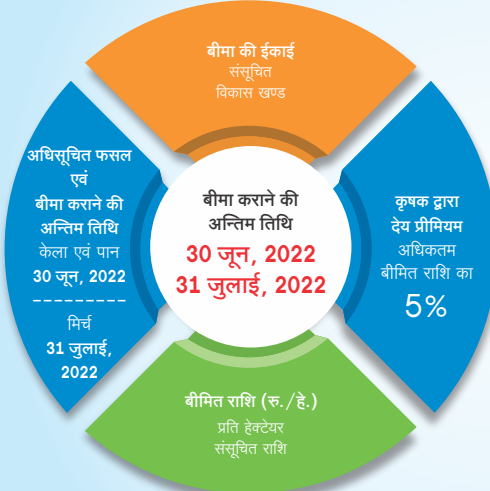 बीमा की ईकाई
संसूचित
विकास खण्ड
अधिसूचित फसल
एवं
बीमा कराने की
अन्तिम तिथि
केला एवं पान
30 जून, 2022
---------
मिर्च
31 जुलाई,
2022
बीमा कराने की
अन्तिम तिथि
30 जून, 2022
31 जुलाई, 2022
कृषक द्वारा
देय प्रीमियम
अधिकतम
बीमित राशि का
5%
बीमित राशि (रु./हे.)
प्रति हेक्टेयर
संसूचित राशि